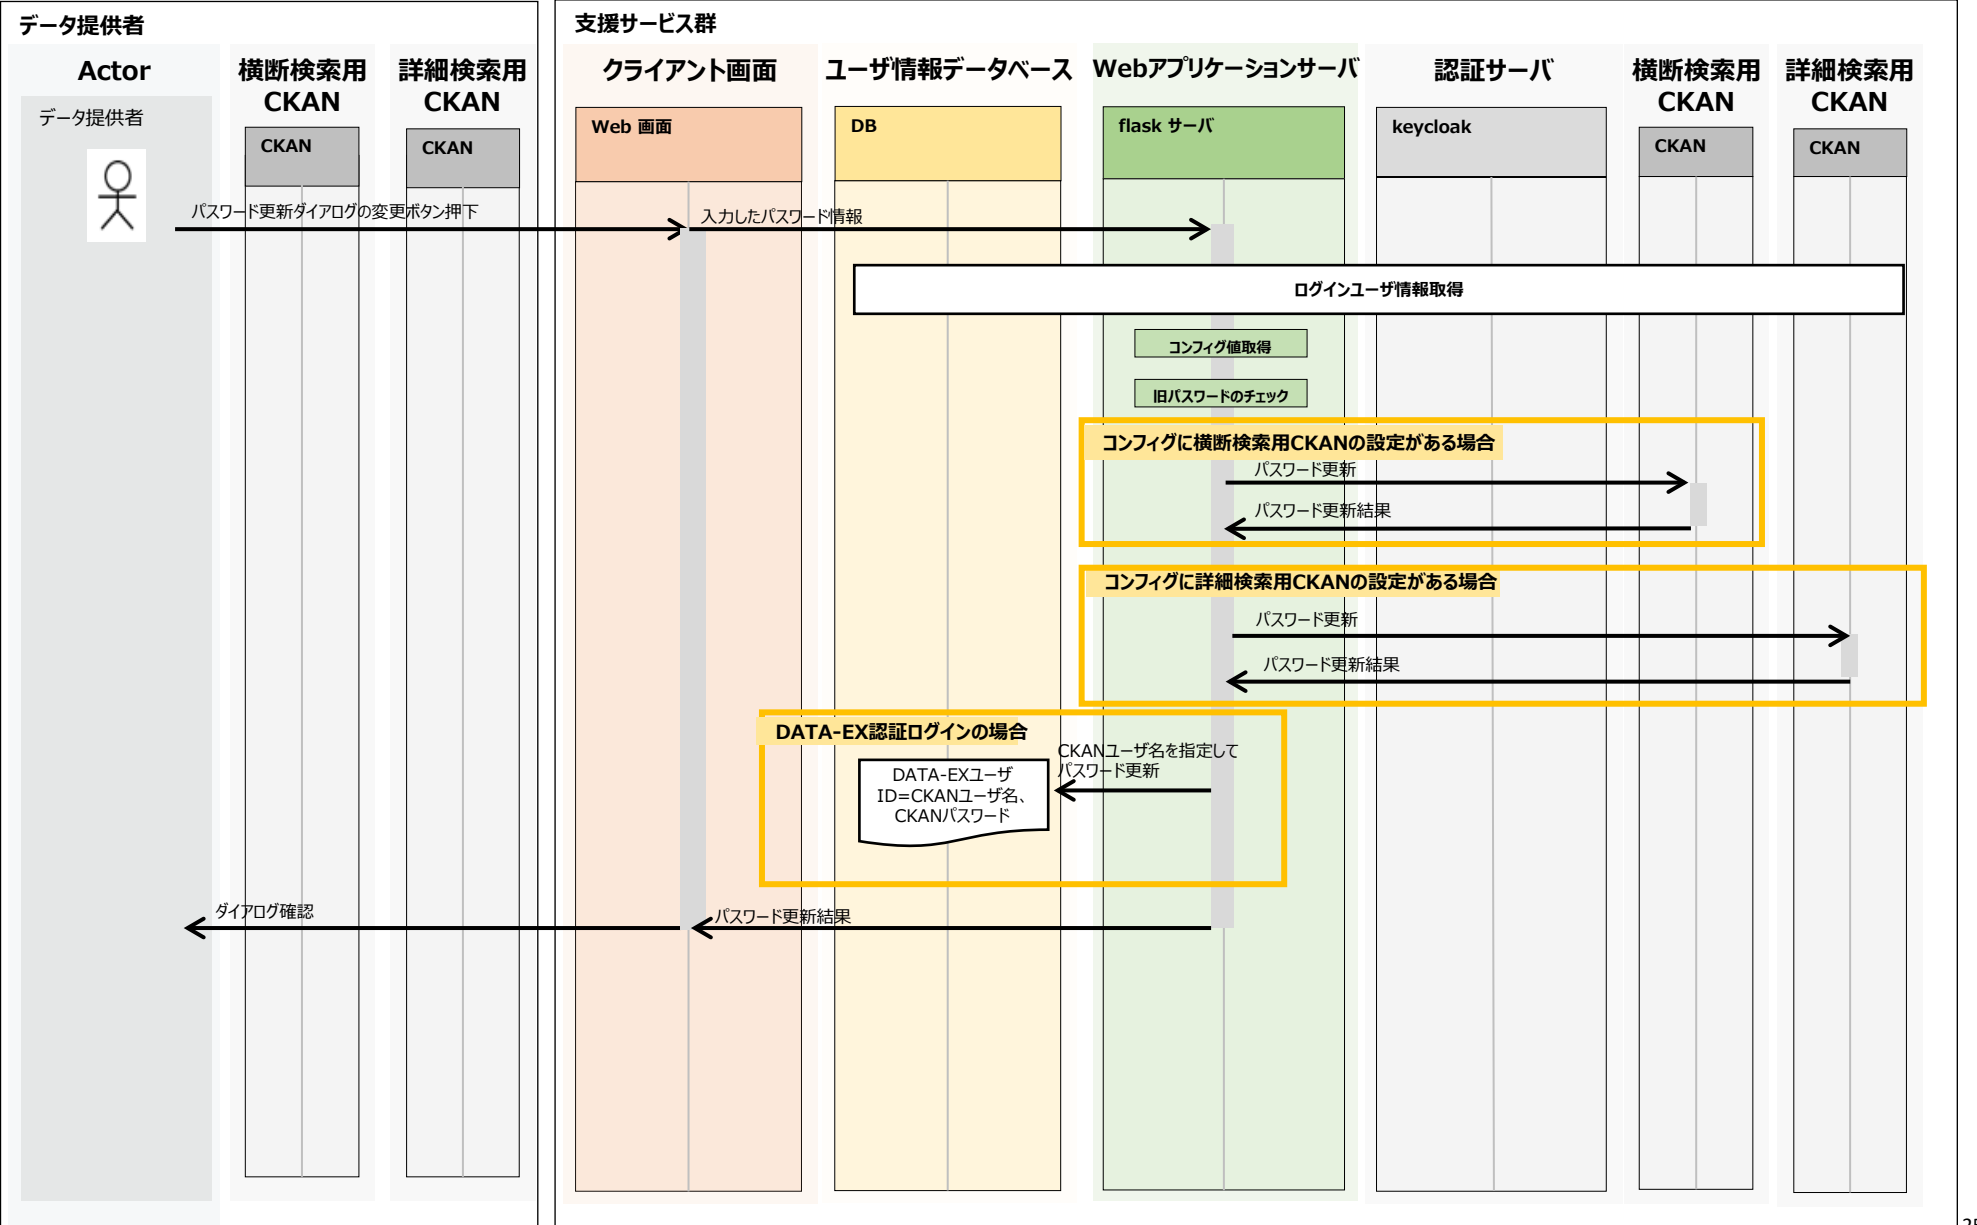 データ提供者
支援サービス群
Actor
横断検索用
CKAN
詳細検索用
CKAN
クライアント画面
ユーザ情報データベース
Webアプリケーションサーバ
認証サーバ
横断検索用
CKAN
詳細検索用
CKAN
データ提供者
CKAN
CKAN
Web 画面
DB
flask サーバ
keycloak
CKAN
CKAN
パスワード更新ダイアログの変更ボタン押下
入力したパスワード情報
ログインユーザ情報取得
コンフィグ値取得
旧パスワードのチェック
コンフィグに横断検索用CKANの設定がある場合
パスワード更新
パスワード更新結果
コンフィグに詳細検索用CKANの設定がある場合
パスワード更新
パスワード更新結果
DATA-EX認証ログインの場合
CKANユーザ名を指定して
パスワード更新
DATA-EXユーザ
ID=CKANユーザ名、
CKANパスワード
ダイアログ確認
パスワード更新結果